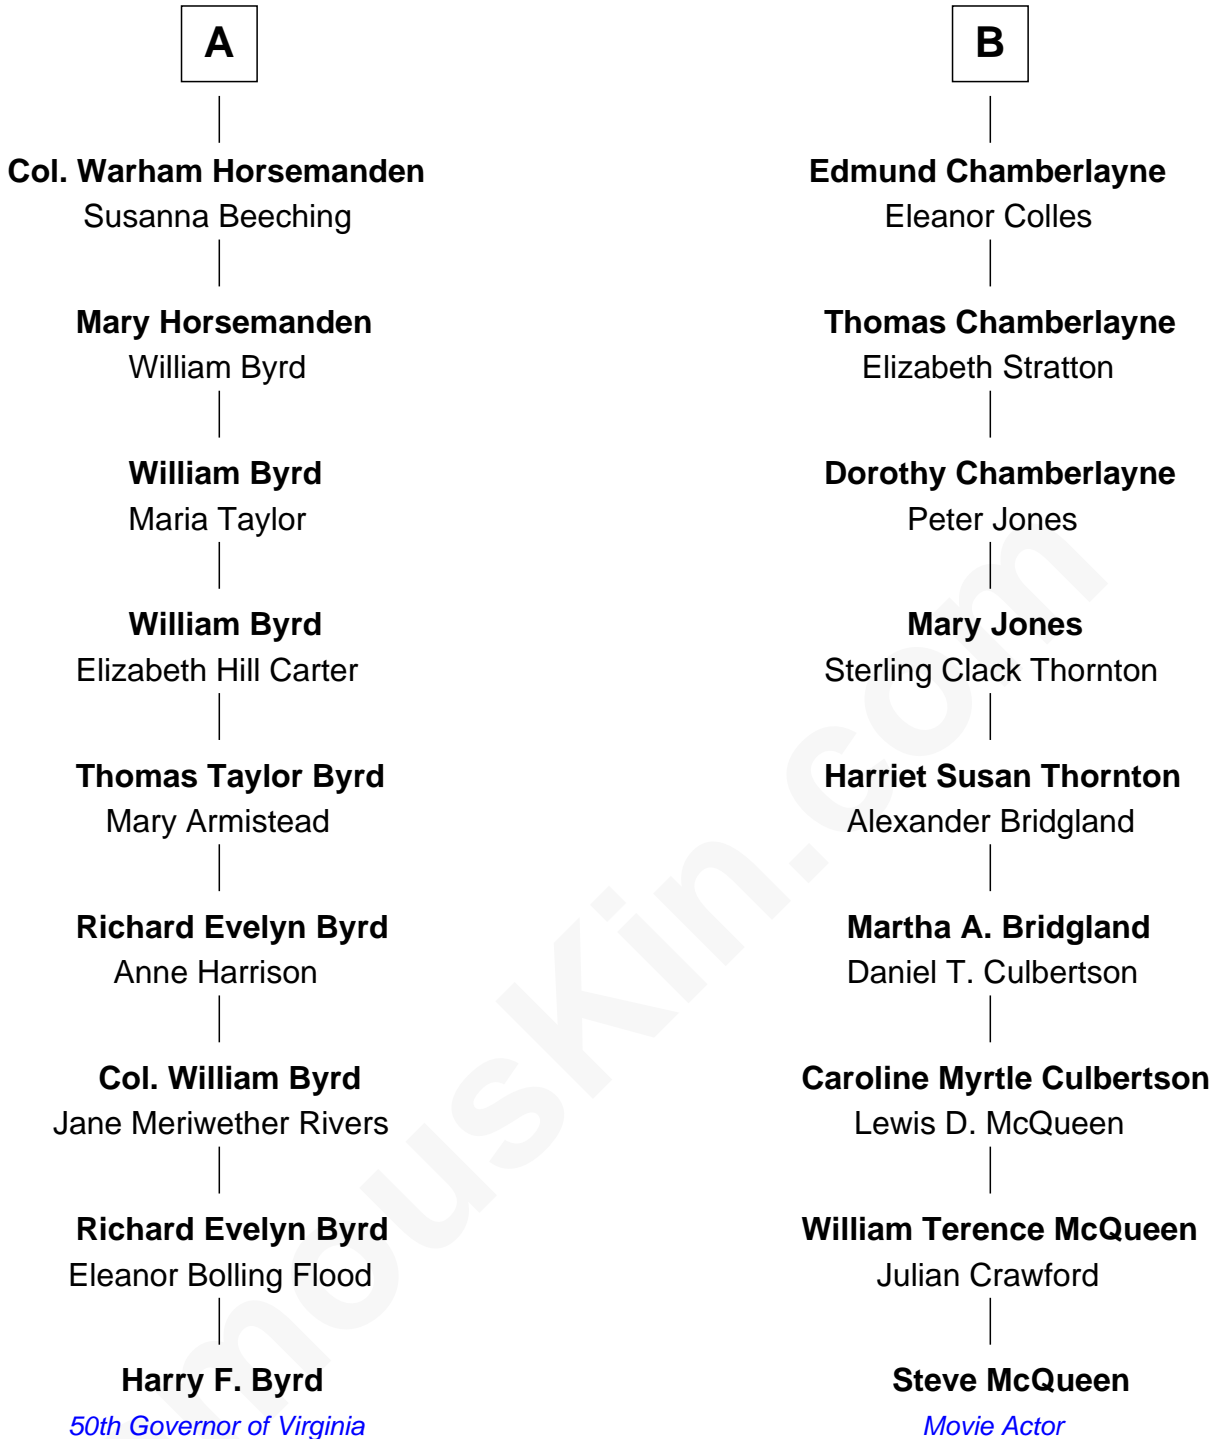 A
Col. Warham Horsemanden
Susanna Beeching
Mary Horsemanden
William Byrd
William Byrd
Maria Taylor
William Byrd
Elizabeth Hill Carter
Thomas Taylor Byrd
Mary Armistead
Richard Evelyn Byrd
Anne Harrison
Col. William Byrd
Jane Meriwether Rivers
Richard Evelyn Byrd
Eleanor Bolling Flood
Harry F. Byrd
50th Governor of Virginia
B
Edmund Chamberlayne
Eleanor Colles
Thomas Chamberlayne
Elizabeth Stratton
Dorothy Chamberlayne
Peter Jones
Mary Jones
Sterling Clack Thornton
Harriet Susan Thornton
Alexander Bridgland
Martha A. Bridgland
Daniel T. Culbertson
Caroline Myrtle Culbertson
Lewis D. McQueen
William Terence McQueen
Julian Crawford
Steve McQueen
Movie Actor
mousKin.com